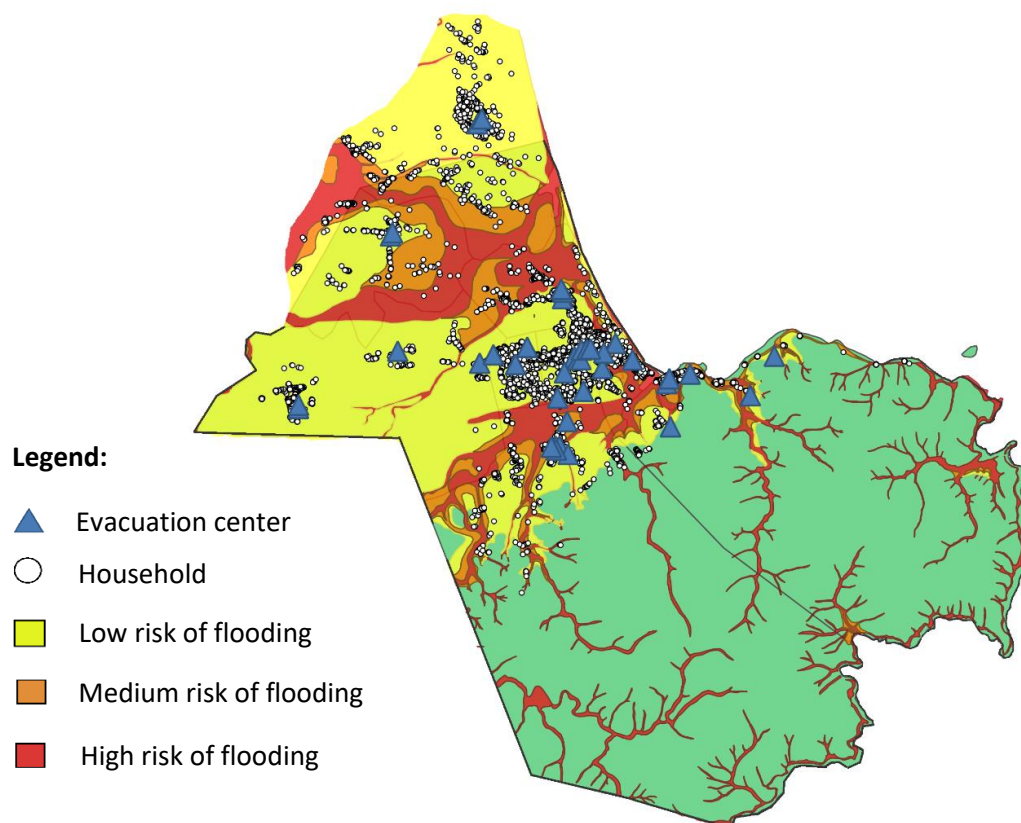 Legend:
Evacuation center
Household
Low risk of flooding
Medium risk of flooding
High risk of flooding